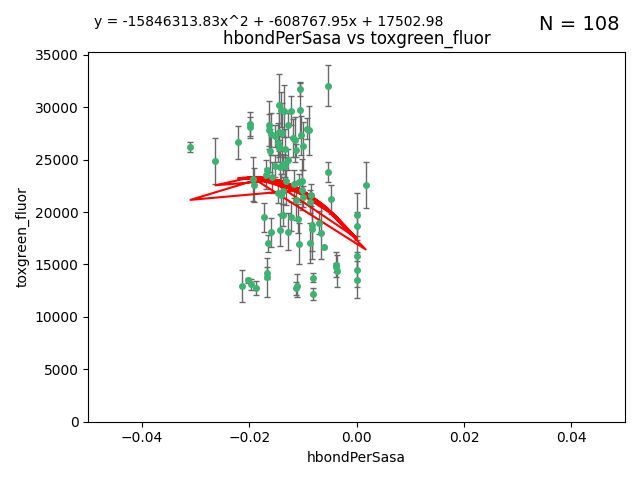 y = -15846313.83x^2 + -608767.95x + 17502.98
N = 108
hbondPerSasa vs toxgreen_fluor
35000
30000
25000
20000
15000
10000
5000
0
toxgreen_fluor
−0.04
−0.02
0.00
0.02
0.04
hbondPerSasa